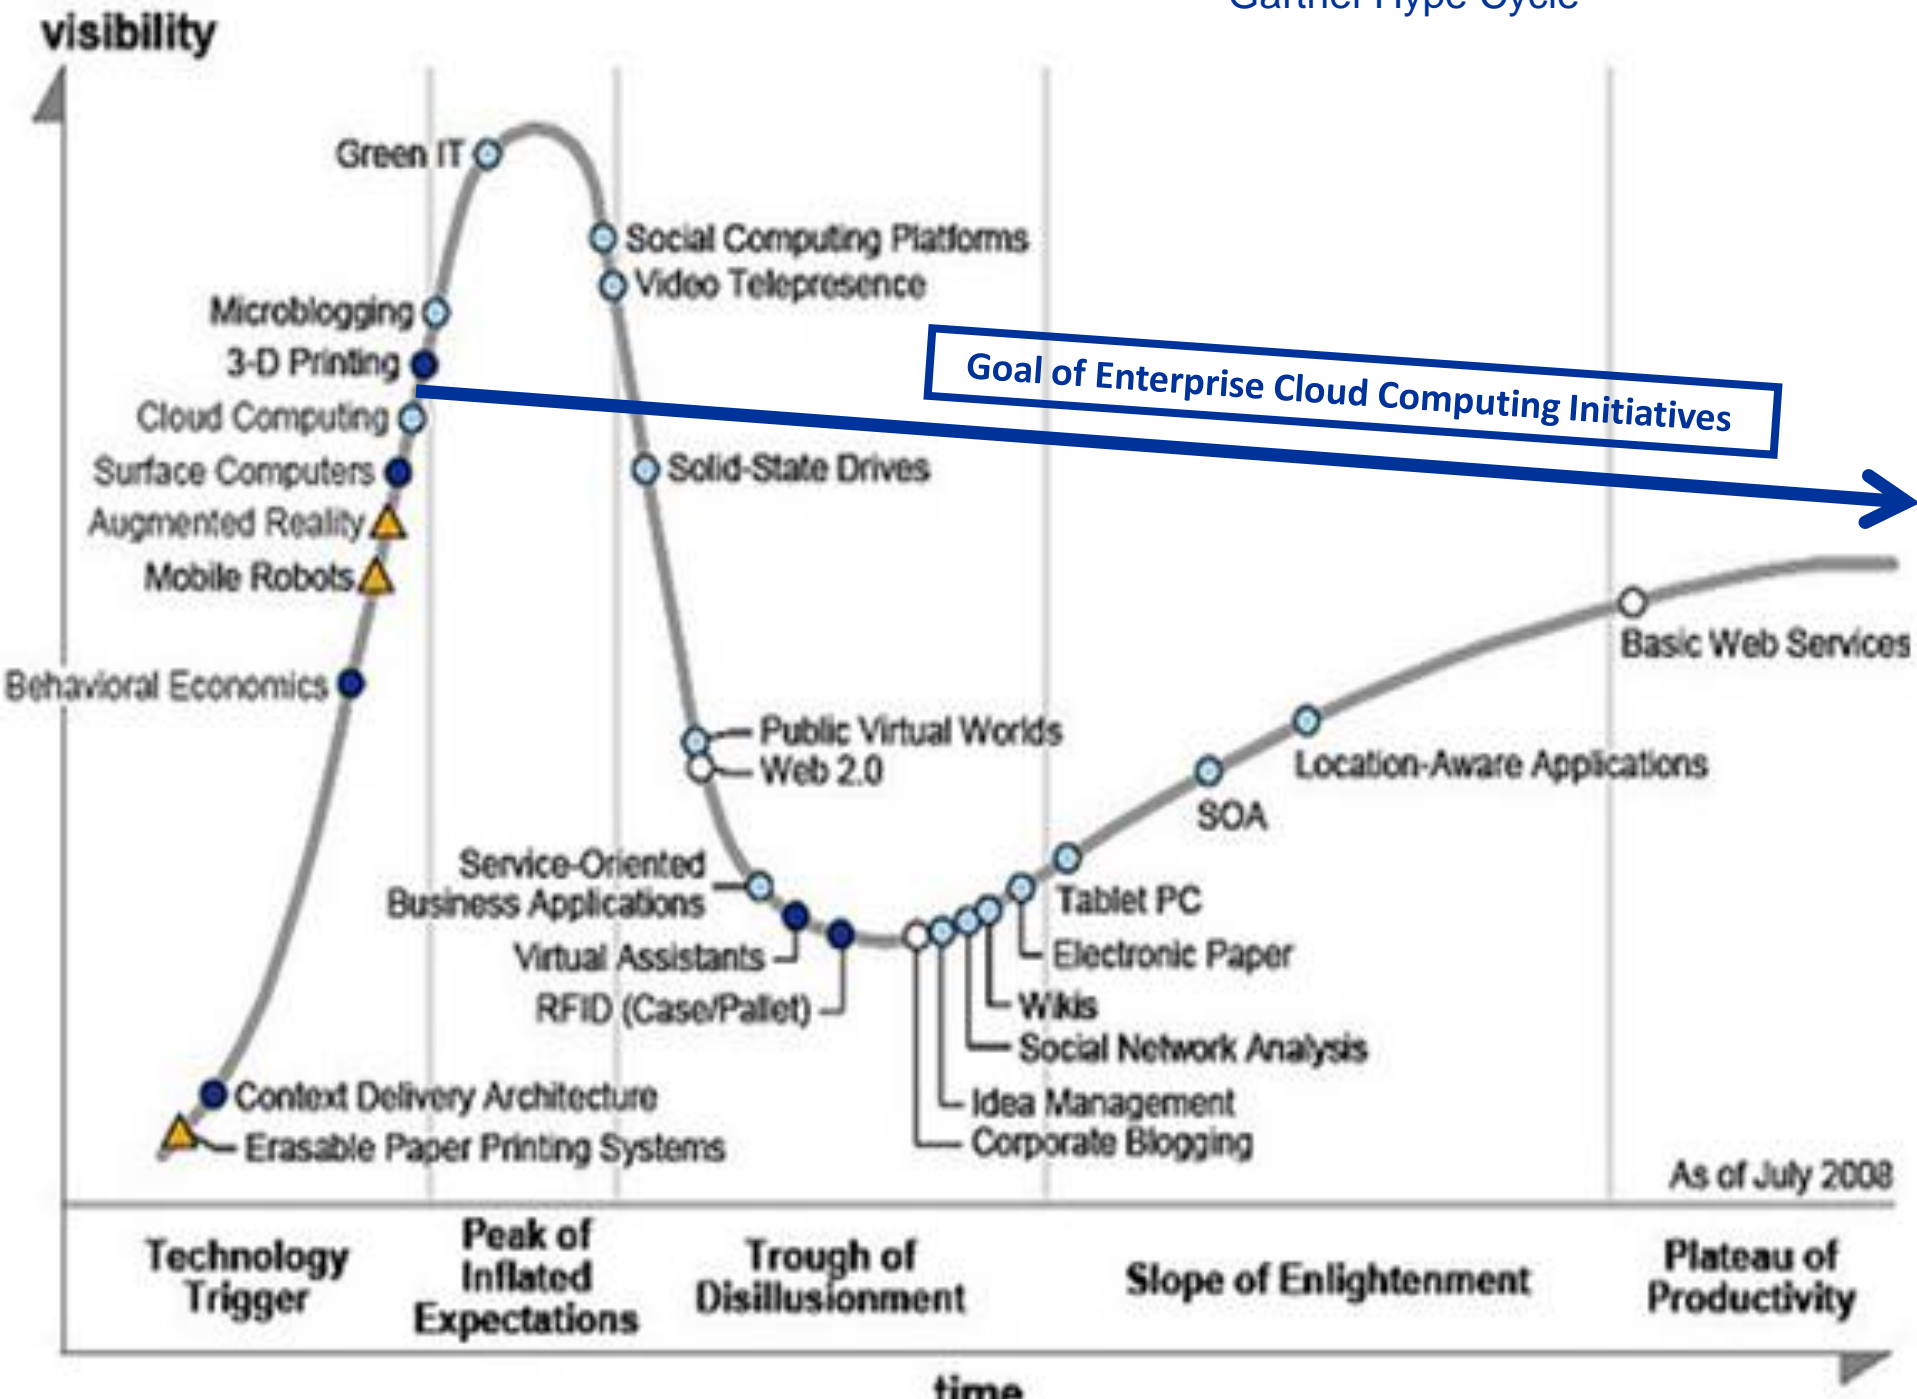 Gartner Hype Cycle
visibility
Green IT
Social Computing Platforms
Video Telepresence
Microblogging
3-D Printing
Cloud Computing
Goal of Enterprise Cloud Computing Initiatives
Surface Computers
Solid-State Drives
Augmented Reality
Mobile Robots
Basic Web Services
Behavioral Economics
Public Virtual Worlds
Web 2.0
Location-Aware Applications
SOA
Service-Oriented
Business Applications
Tablet PC
Virtual Assistants
Electronic Paper
RFID (Case/Pallet)
Wikis
Social Network Analysis
Context Delivery Architecture
Idea Management
Erasable Paper Printing Systems
Corporate Blogging
As of July 2008
Technology
Trigger
Peak of
Inflated
Expectations
Trough of
Disillusionment
Slope of Enlightenment
Plateau of
Productivity
time